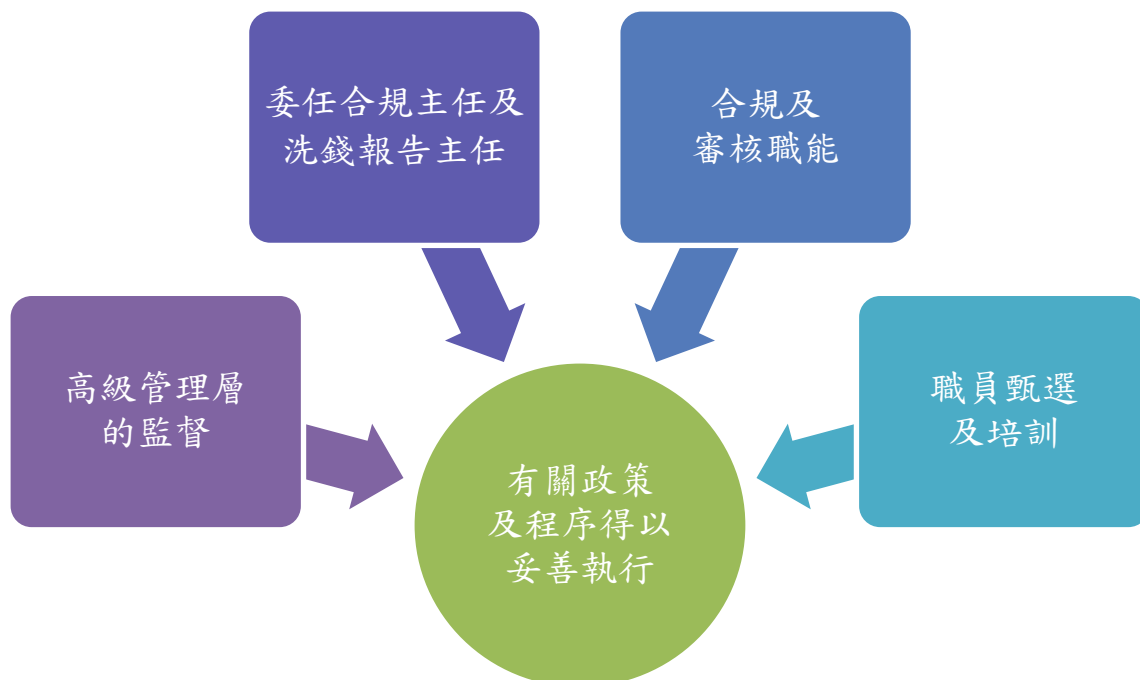 委任合規主任及
洗錢報告主任
合規及
審核職能
高級管理層
的監督
職員甄選
及培訓
有關政策
及程序得以
妥善執行